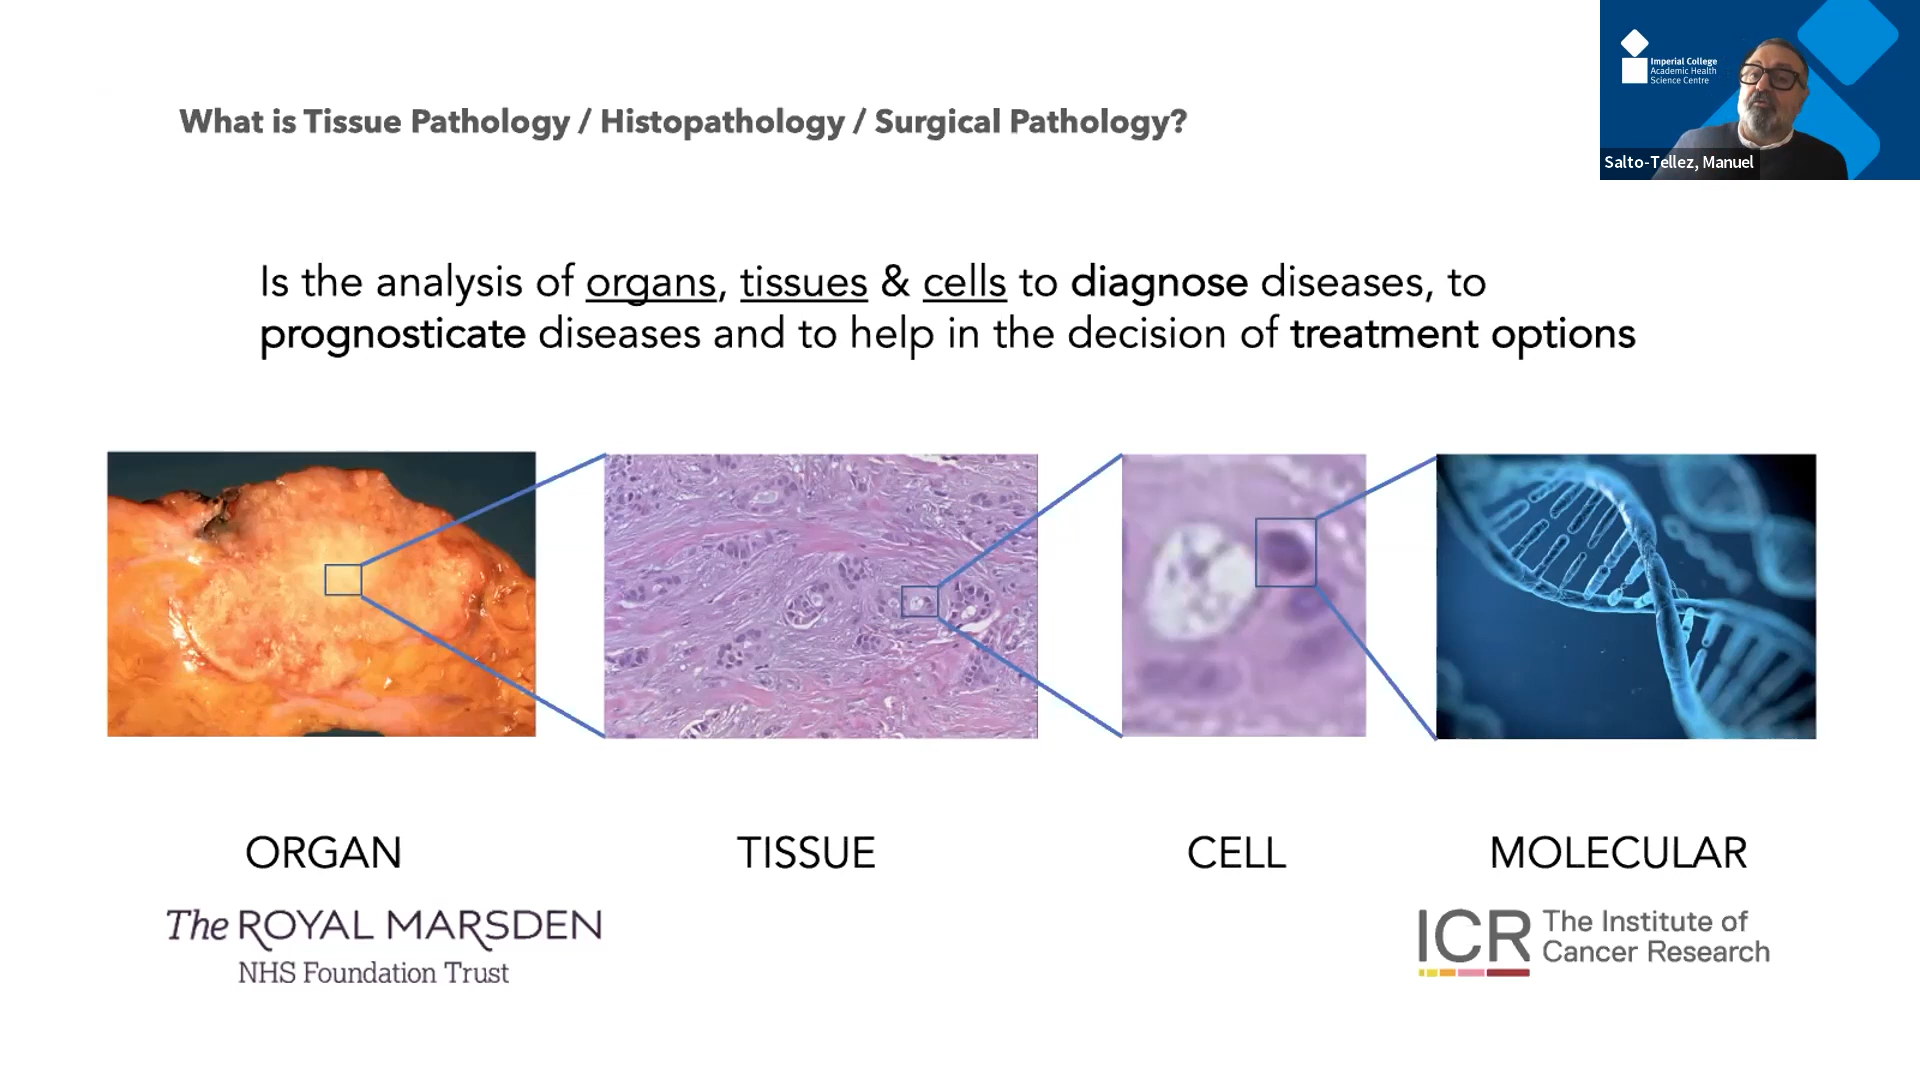 Imperial College
Academic Health
Science Centre
Salto-Tellez, Manuel
What is Tissue Pathology / Histopathology / Surgical Pathology?
Is the analysis of organs, tissues & cells to diagnose diseases, to
prognosticate diseases and to help in the decision of treatment options
ORGAN
TISSUE
CELL
MOLECULAR
The ROYAL MARSDEN
NHS Foundation Trust
ICR The Institute of
Cancer Research